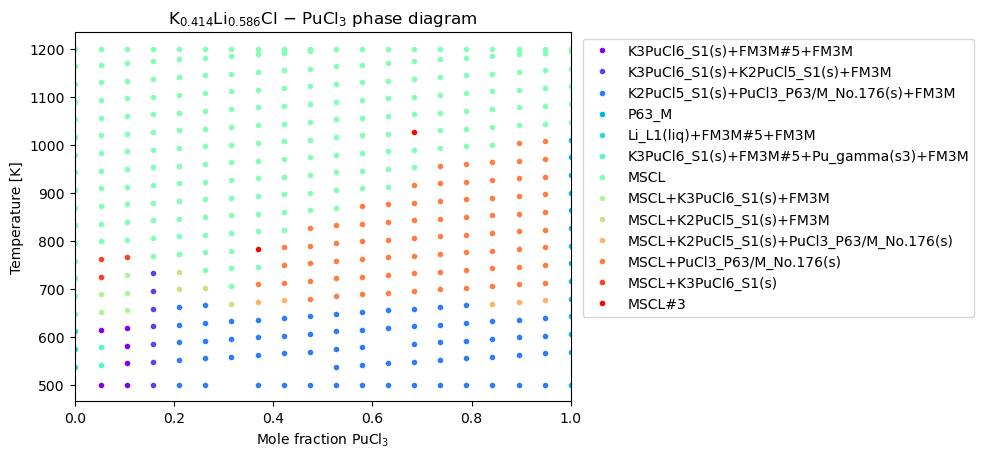 K₀.₄₁₄Li₀.₅₈₆Cl − PuCl₃ phase diagram
1200
1100
1000
900
800
700
600
500
Temperature [K]
0.0 0.2 0.4 0.6 0.8 1.0
Mole fraction PuCl₃
K3PuCl6_S1(s)+FM3M#5+FM3M
K3PuCl6_S1(s)+K2PuCl5_S1(s)+FM3M
K2PuCl5_S1(s)+PuCl3_P63/M_No.176(s)+FM3M
P63_M
Li_L1(liq)+FM3M#5+FM3M
K3PuCl6_S1(s)+FM3M#5+Pu_gamma(s3)+FM3M
MSCL
MSCL+K3PuCl6_S1(s)+FM3M
MSCL+K2PuCl5_S1(s)+FM3M
MSCL+K2PuCl5_S1(s)+PuCl3_P63/M_No.176(s)
MSCL+PuCl3_P63/M_No.176(s)
MSCL+K3PuCl6_S1(s)
MSCL#3